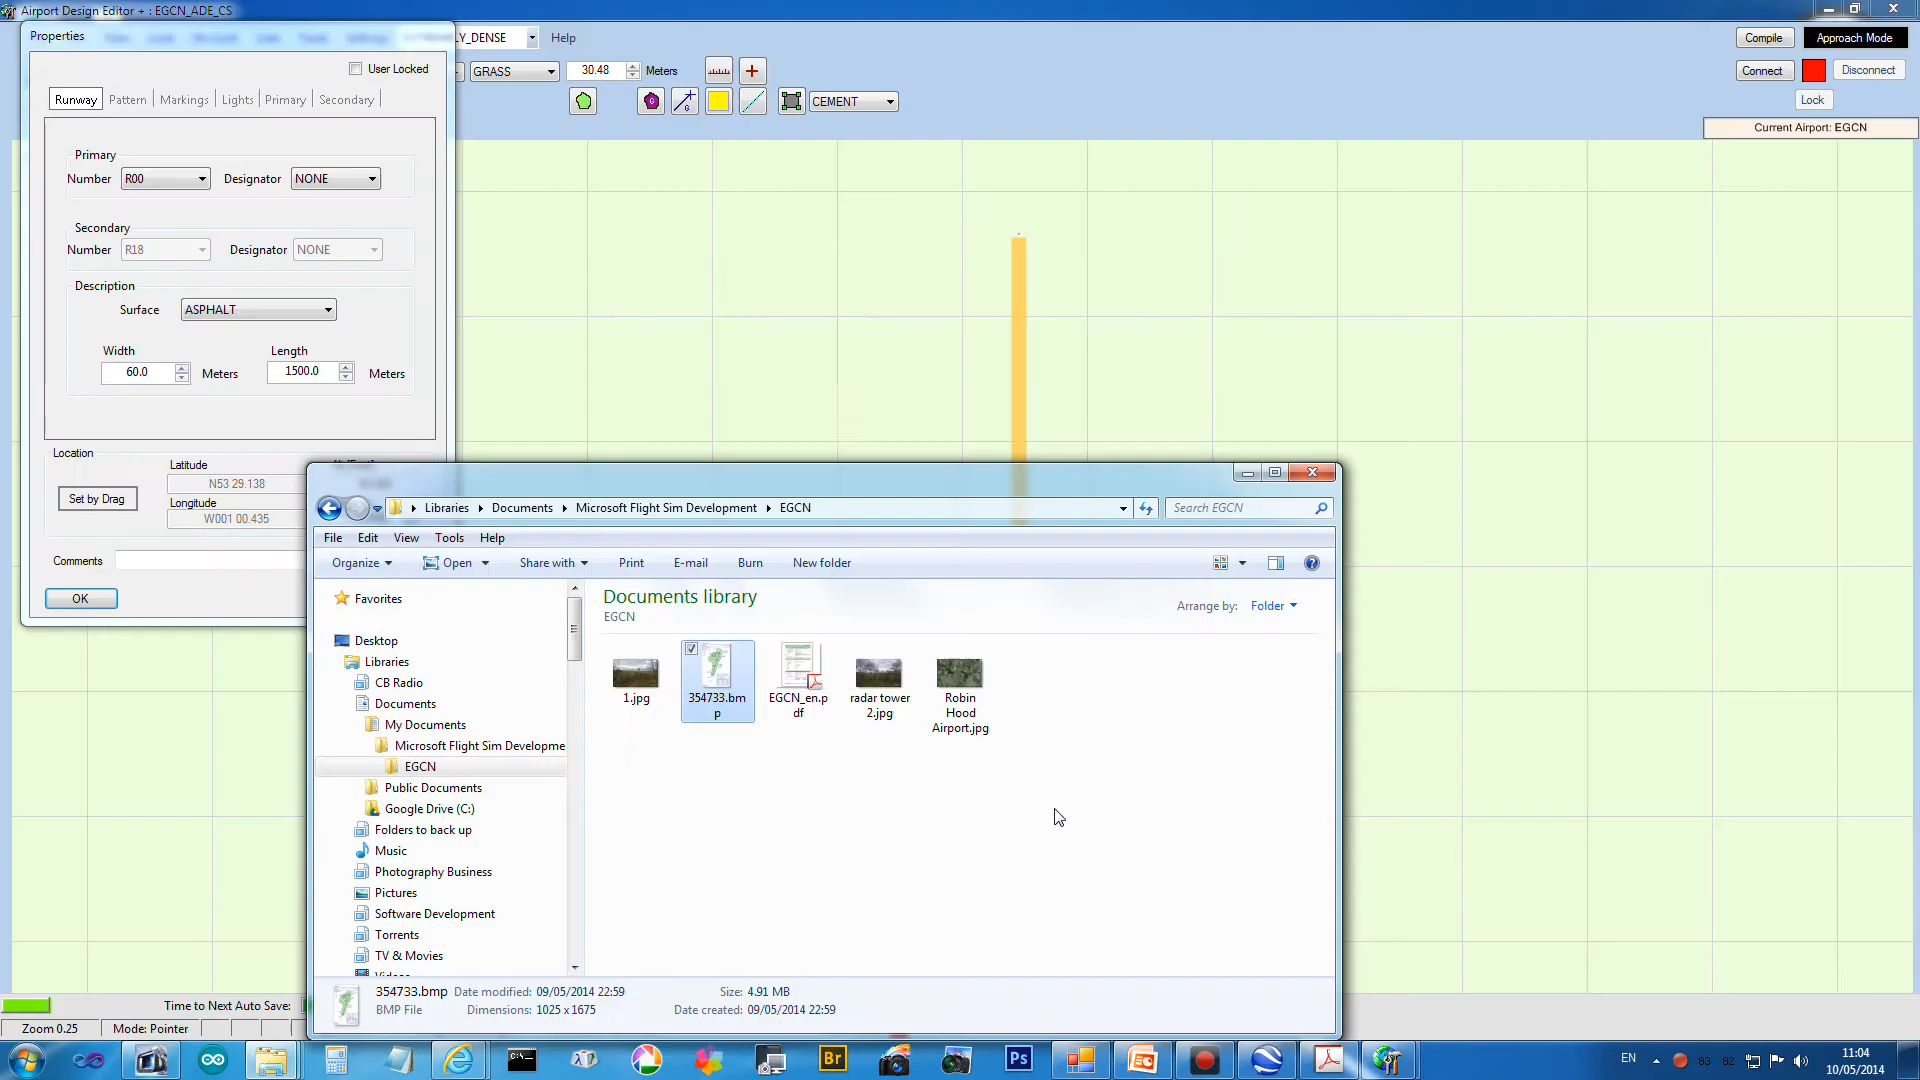 Airport Design Editor + : EGCN_ADE_CS
Properties
LY_DENSE
Help
Compile
Approach Mode
User Locked
GRASS
30.48
Meters
Connect
Disconnect
Runway
Pattern
Markings
Lights
Primary
Secondary
CEMENT
Lock
Current Airport: EGCN
Primary
Number
R00
Designator
NONE
Secondary
Number
R18
Designator
NONE
Description
Surface
ASPHALT
Width
Length
60.0
Meters
1500.0
Meters
Location
Latitude
N53 29.138
Set by Drag
Longitude
W001 00.435
Comments
OK
Libraries
Documents
Microsoft Flight Sim Development
EGCN
Search EGCN
File
Edit
View
Tools
Help
Organize
Open
Share with
Print
E-mail
Burn
New folder
Favorites
Desktop
Libraries
CB Radio
Documents
My Documents
Microsoft Flight Sim Developme
EGCN
Public Documents
Google Drive (C:)
Folders to back up
Music
Photography Business
Pictures
Software Development
Torrents
TV & Movies
Documents library
EGCN
Arrange by:
Folder
1.jpg
354733.bm
p
EGCN_en.p
df
radar tower
2.jpg
Robin
Hood
Airport.jpg
354733.bmp
Date modified: 09/05/2014 22:59
Size: 4.91 MB
BMP File
Dimensions: 1025 x 1675
Date created: 09/05/2014 22:59
Time to Next Auto Save:
Zoom 0.25
Mode: Pointer
Br
Ps
EN
83
82
11:04
10/05/2014